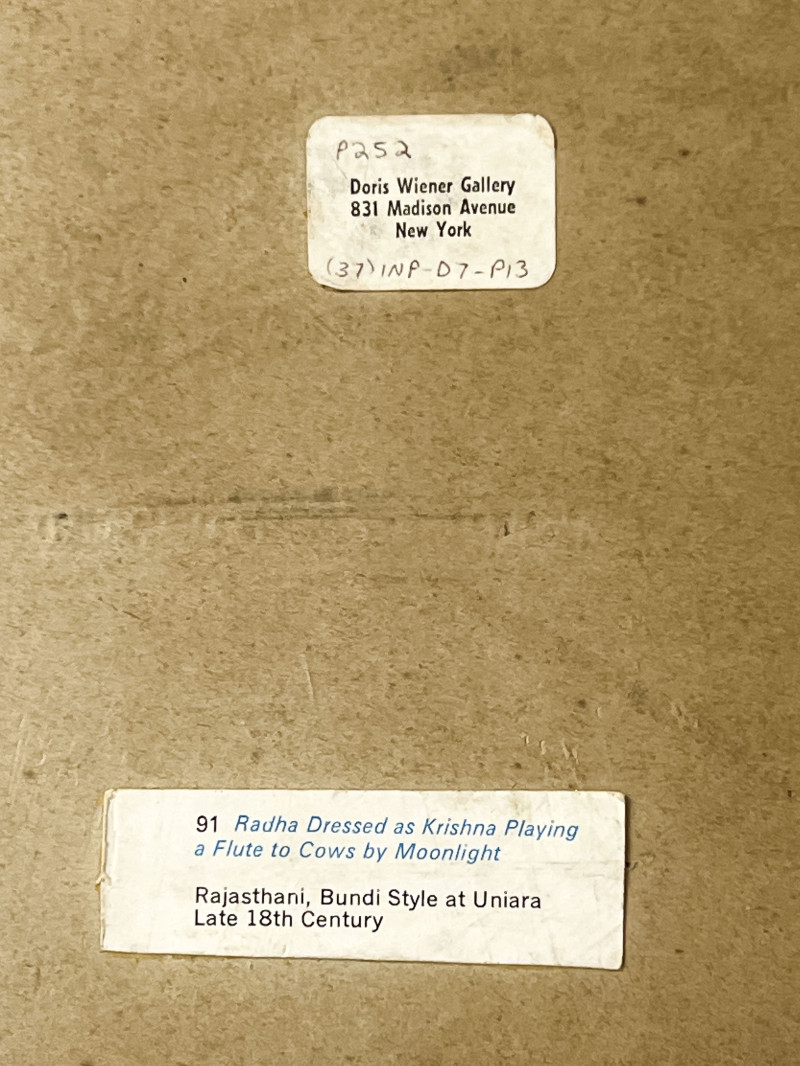 P252
Doris Wiener Gallery
831 Madison Avenue
New York
(37) INP-D7-P13
91 Radha Dressed as Krishna Playing
a Flute to Cows by Moonlight
Rajasthani, Bundi Style at Uniara
Late 18th Century